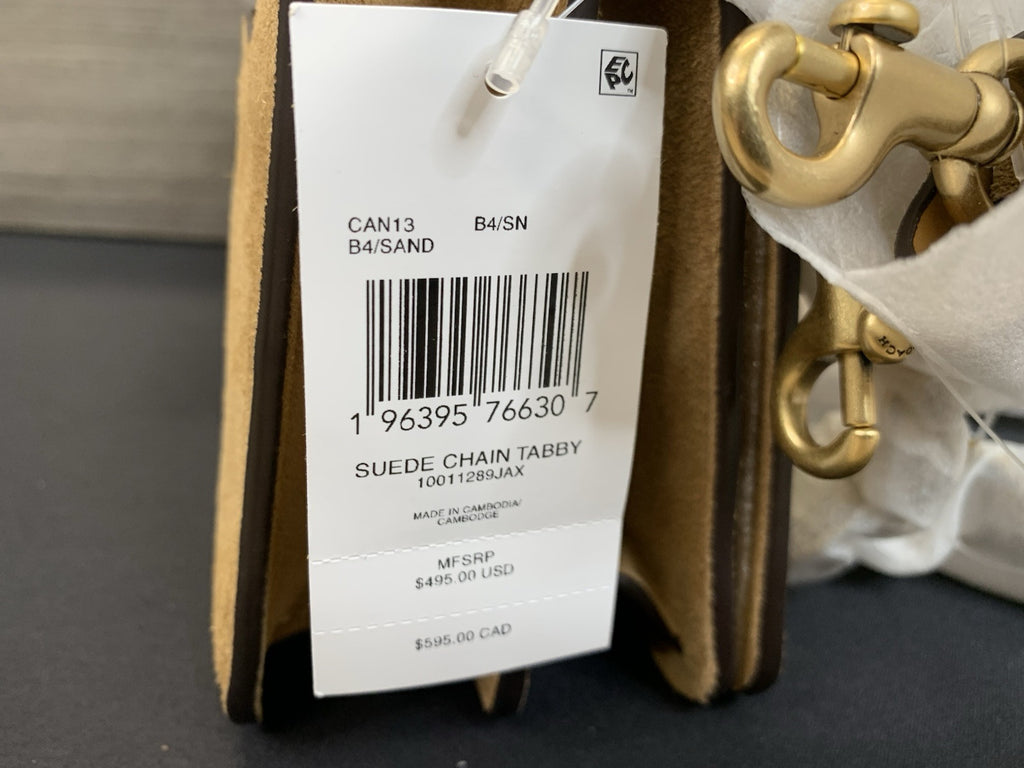 EPC
TM
CAN13 B4/SN
B4/SAND
1 96395 76630 7
SUEDE CHAIN TABBY
10011289JAX
MADE IN CAMBODIA/
CAMBODGE
MFSRP
$495.00 USD
$595.00 CAD